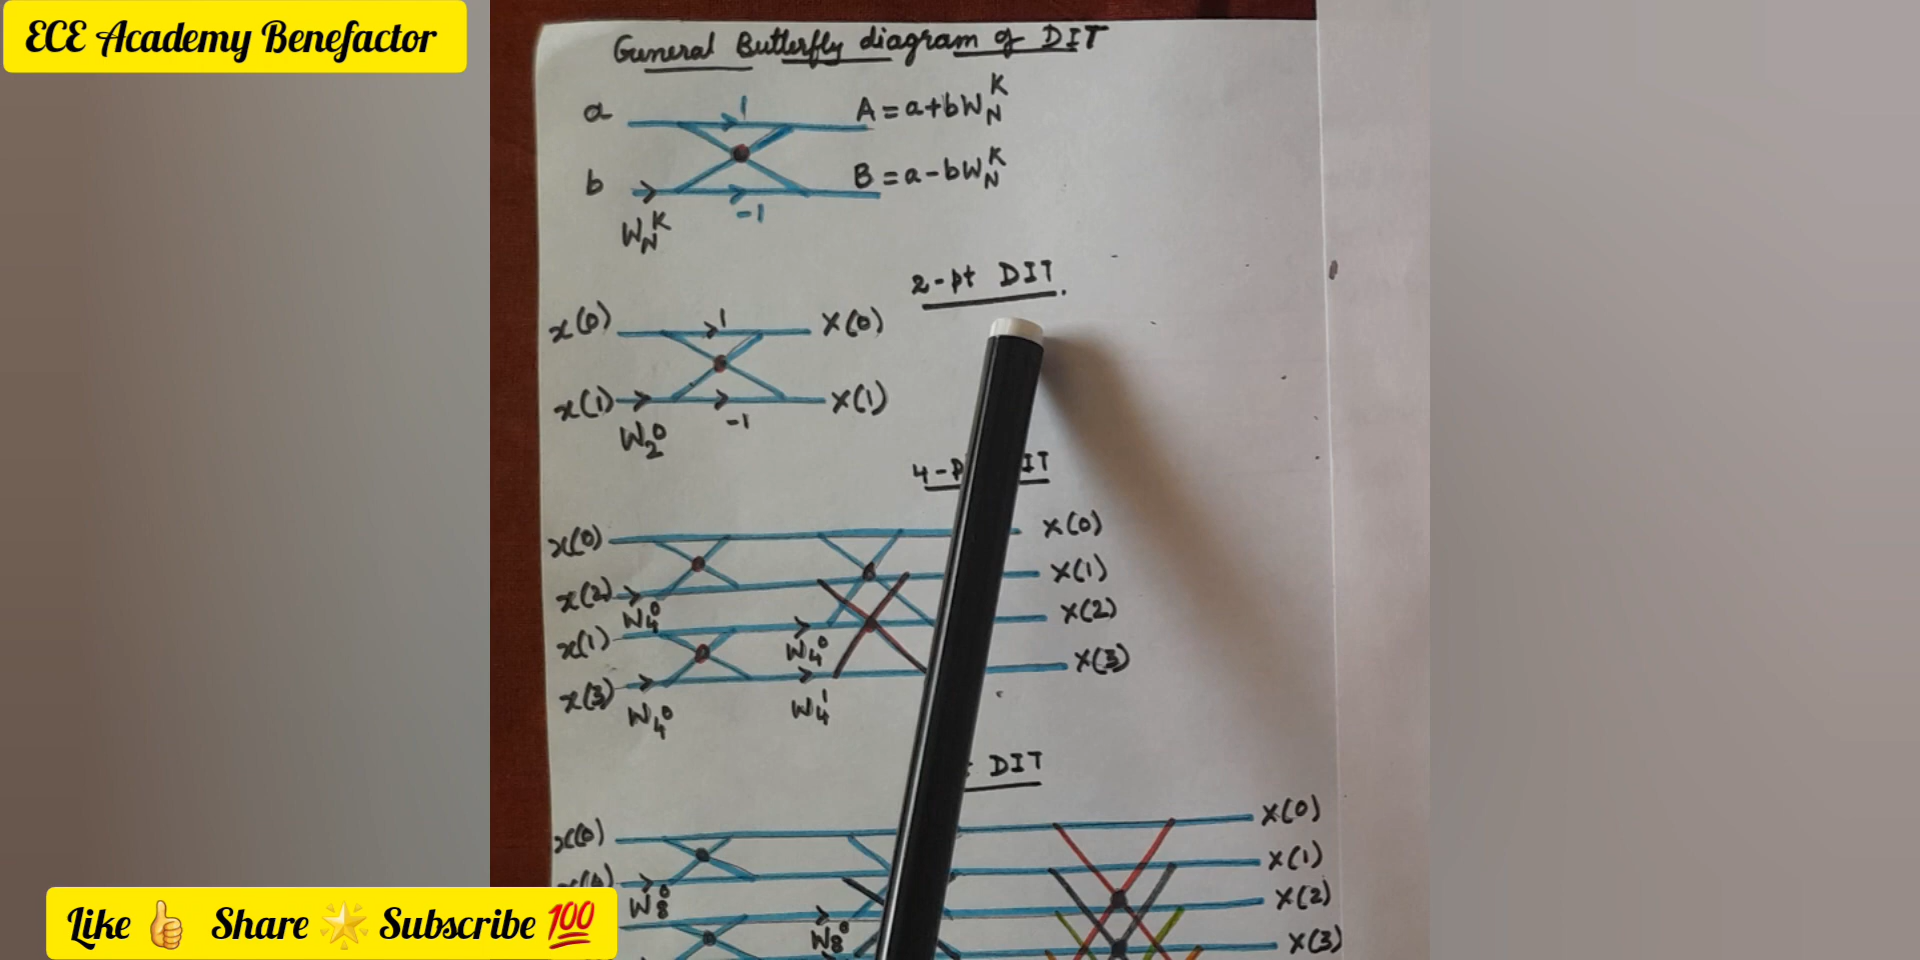 ECE Academy Benefactor
General Butterfly diagram of DIT
a 1 A = a+bW_N^K
b B = a-bW_N^K
W_N^K -1
2-pt DIT.
x(0) 1 X(0)
x(1) X(1)
W_2^0 -1
4-p IT
x(0) X(0)
x(2) X(1)
W_4^0 X(2)
x(1) W_4^0
x(3) X(3)
W_4^0 W_4^1
DIT
x(0) X(0)
X(1)
W_8^0 X(2)
W_8^0 X(3)
Like 👍 Share 🌟 Subscribe 💯